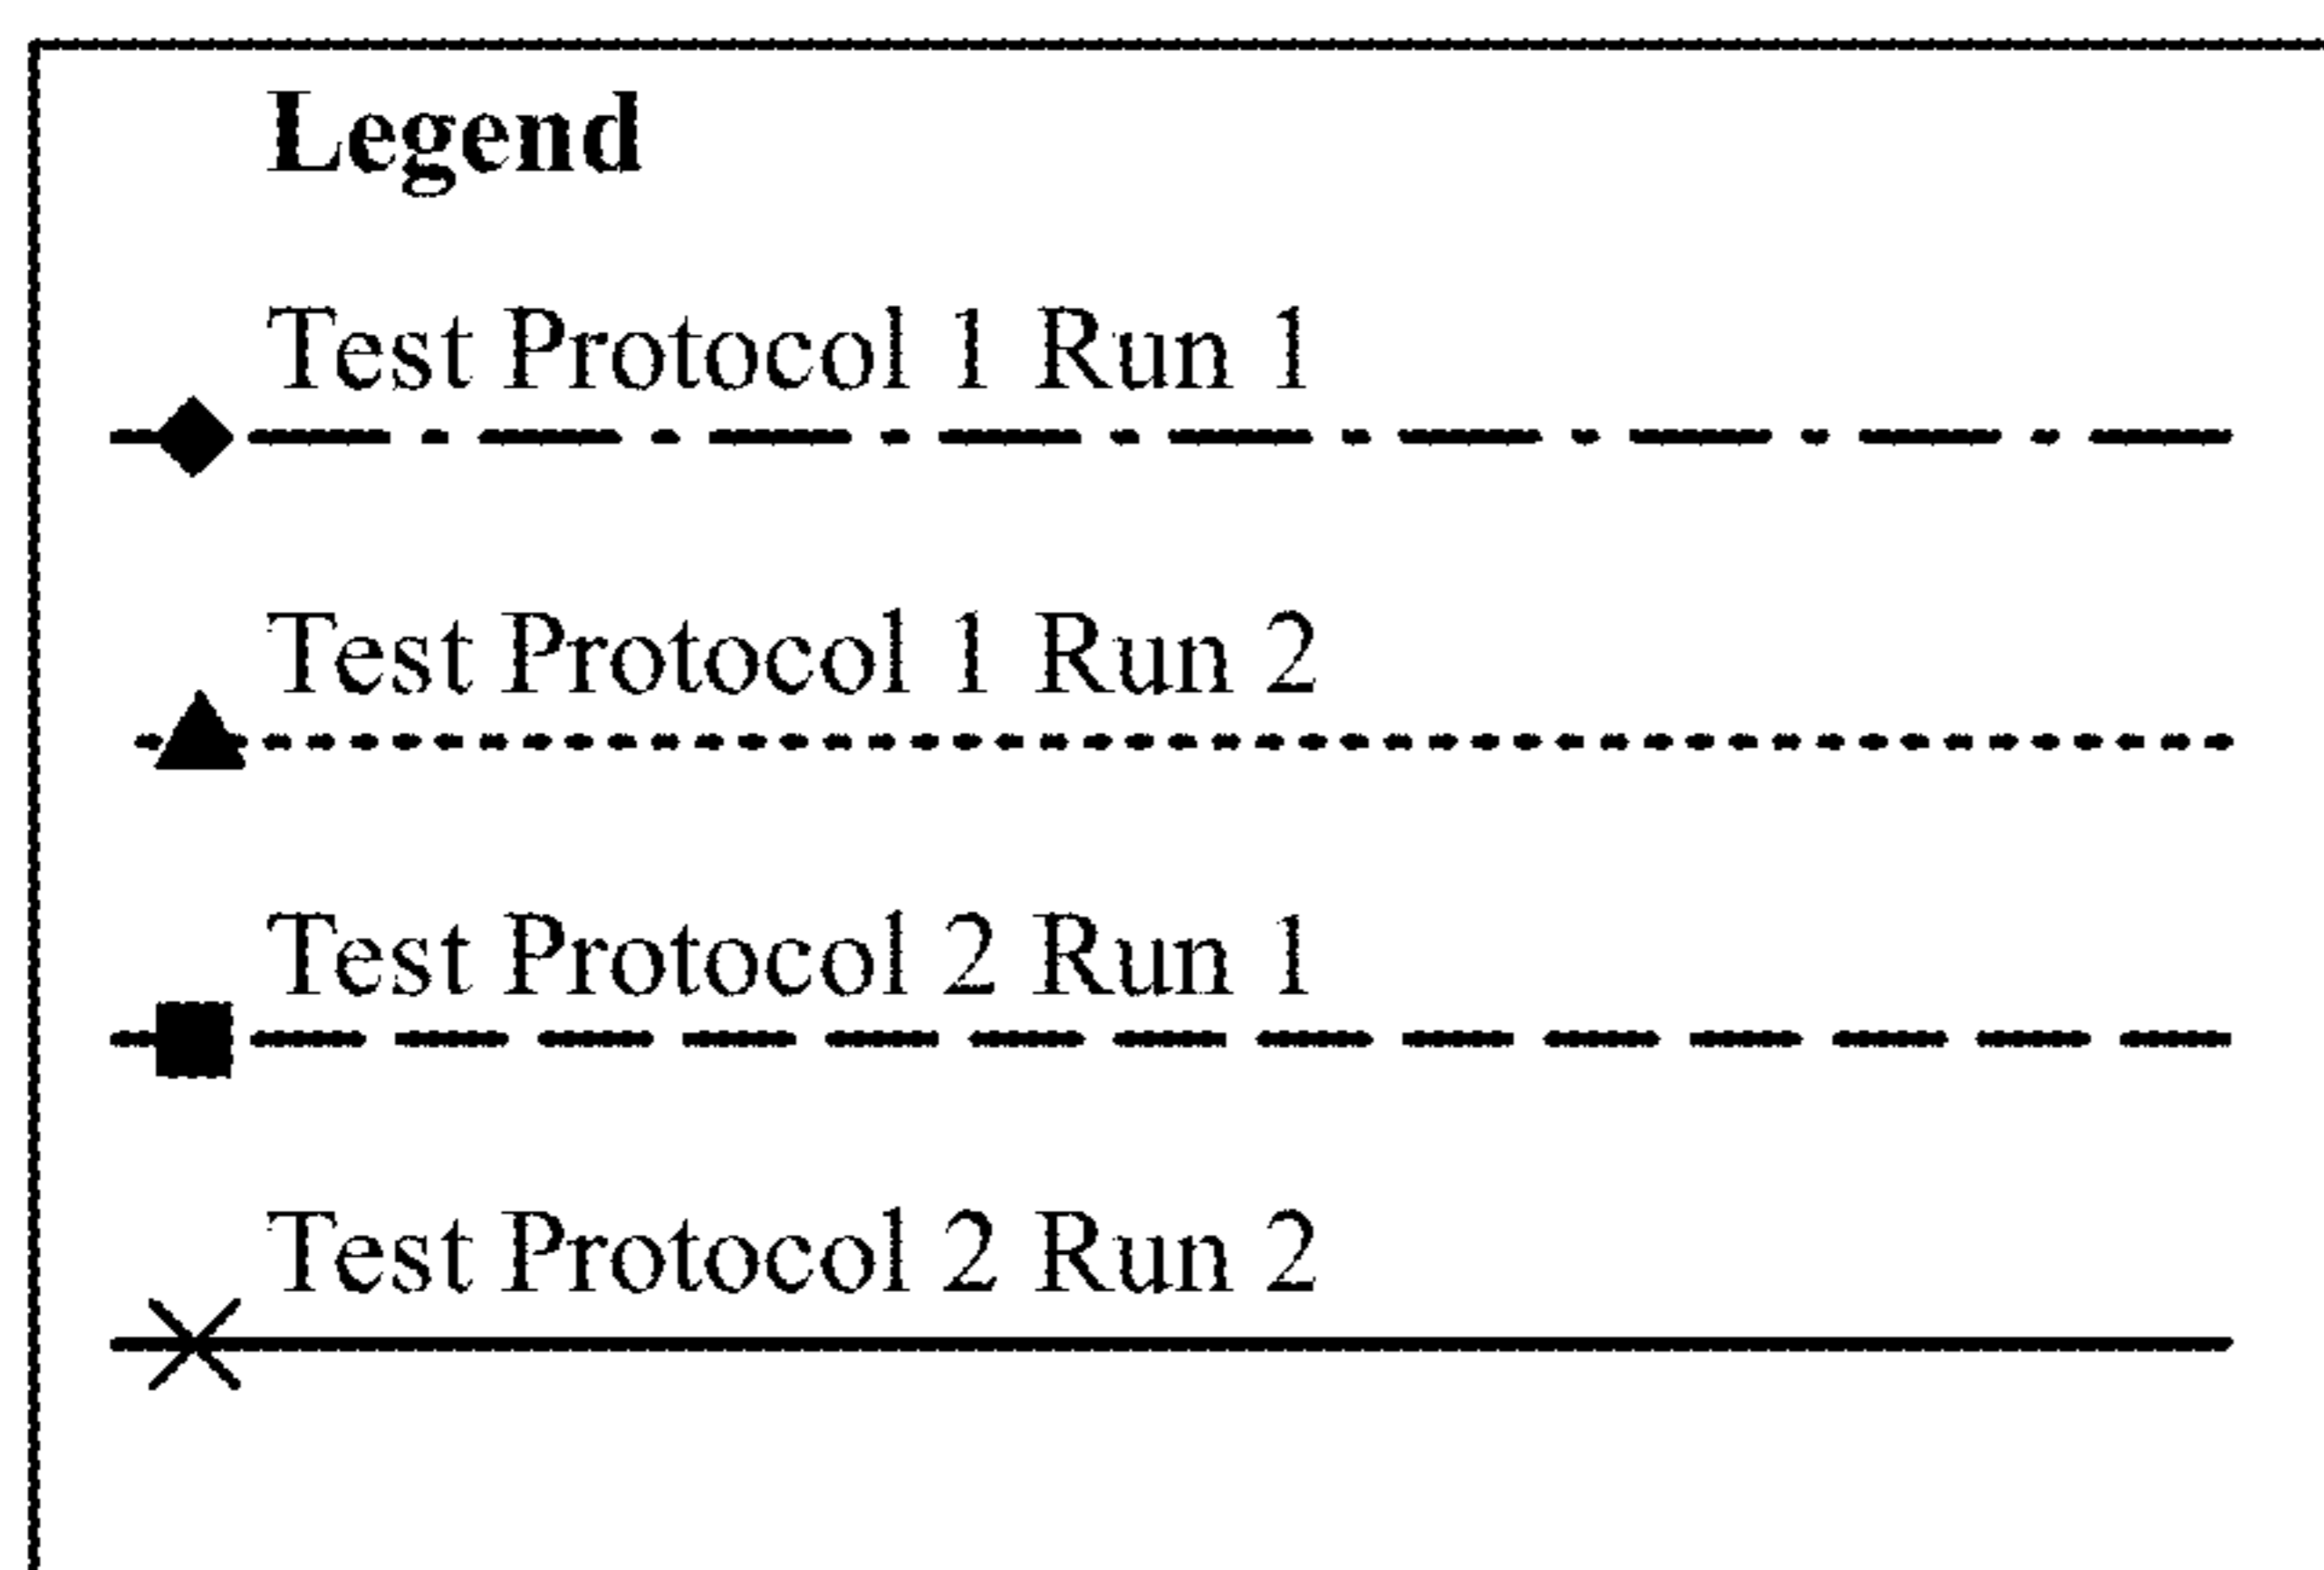 Legend
Test Protocol 1 Run 1
Test Protocol 1 Run 2
Test Protocol 2 Run 1
Test Protocol 2 Run 2